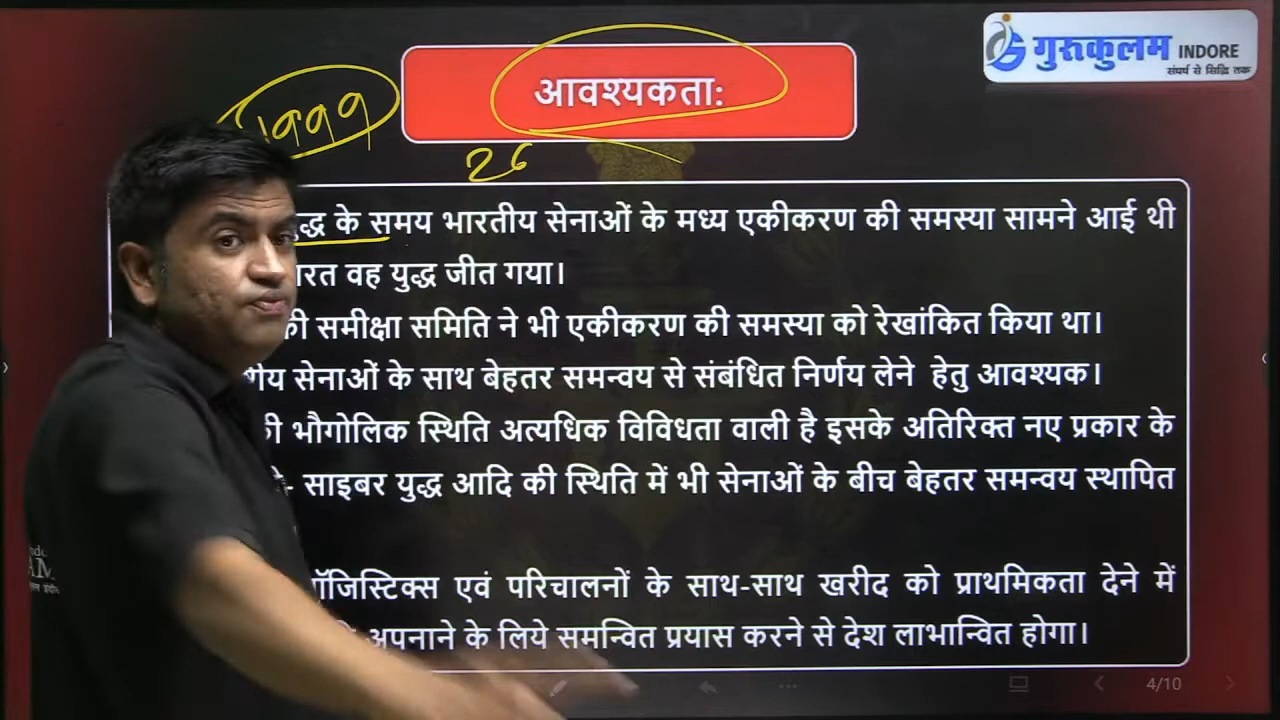 गुरुकुलम INDORE
संघर्ष से सिद्धि तक
आवश्यकताः
१९९९
26
के समय भारतीय सेनाओं के मध्य एकीकरण की समस्या सामने आई थी
वह युद्ध जीत गया।
समीक्षा समिति ने भी एकीकरण की समस्या को रेखांकित किया था।
सेनाओं के साथ बेहतर समन्वय से संबंधित निर्णय लेने हेतु आवश्यक।
भौगोलिक स्थिति अत्यधिक विविधता वाली है इसके अतिरिक्त नए प्रकार के
साइबर युद्ध आदि की स्थिति में भी सेनाओं के बीच बेहतर समन्वय स्थापित
एवं परिचालनों के साथ-साथ खरीद को प्राथमिकता देने में
अपनाने के लिये समन्वित प्रयास करने से देश लाभान्वित होगा।
4/10